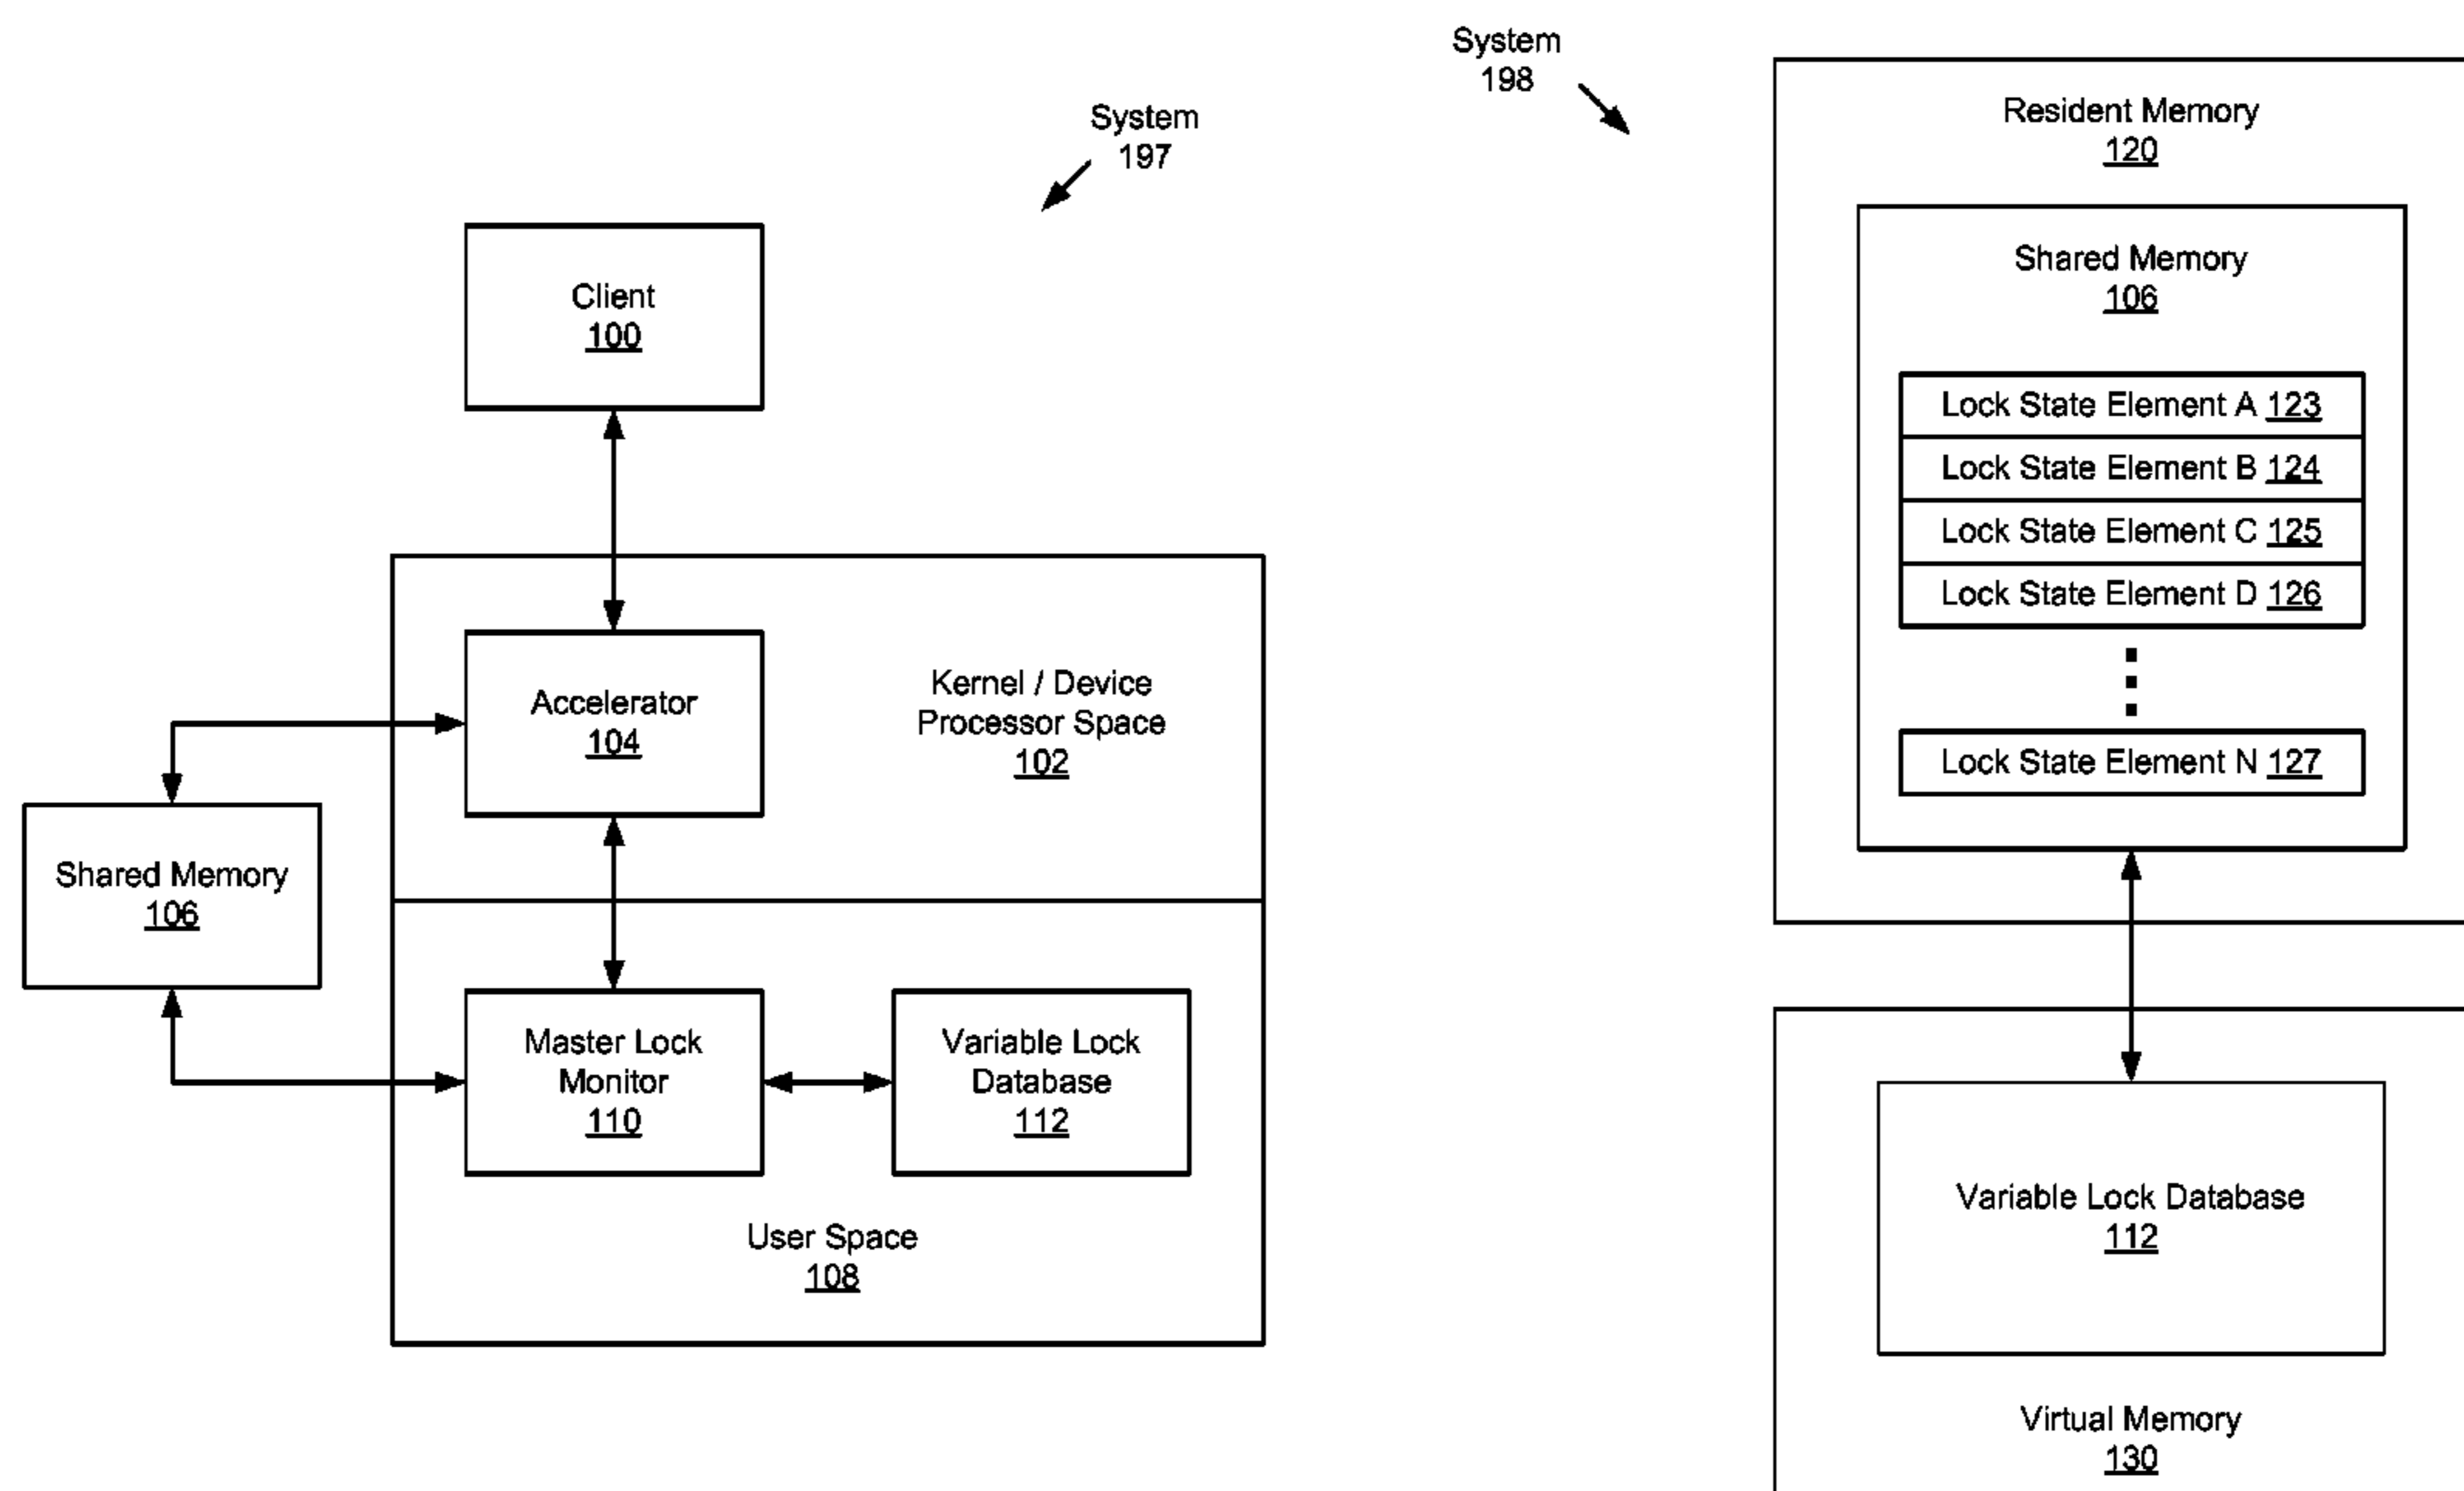 System
197
Client
100
Accelerator
104
Kernel / Device
Processor Space
102
Shared Memory
106
Master Lock
Monitor
110
Variable Lock
Database
112
User Space
108
System
198
Resident Memory
120
Shared Memory
106
Lock State Element A 123
Lock State Element B 124
Lock State Element C 125
Lock State Element D 126
Lock State Element N 127
Variable Lock Database
112
Virtual Memory
130